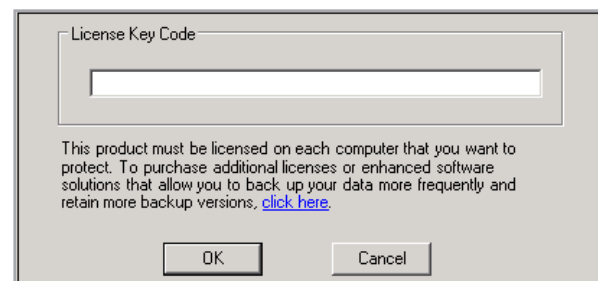 License Key Code
This product must be licensed on each computer that you want to
protect. To purchase additional licenses or enhanced software
solutions that allow you to back up your data more frequently and
retain more backup versions, click here.
OK
Cancel